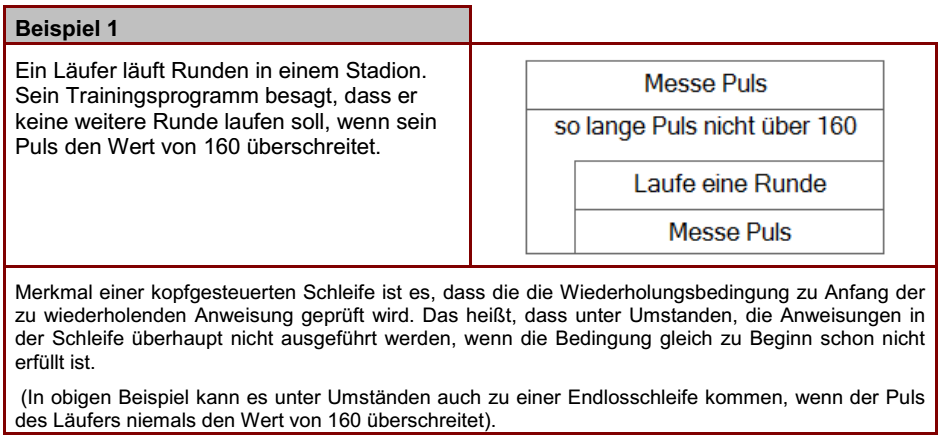 Beispiel 1
Ein Läufer läuft Runden in einem Stadion.
Sein Trainingsprogramm besagt, dass er
keine weitere Runde laufen soll, wenn sein
Puls den Wert von 160 überschreitet.
Messe Puls
so lange Puls nicht über 160
Laufe eine Runde
Messe Puls
Merkmal einer kopfgesteuerten Schleife ist es, dass die die Wiederholungsbedingung zu Anfang der
zu wiederholenden Anweisung geprüft wird. Das heißt, dass unter Umstanden, die Anweisungen in
der Schleife überhaupt nicht ausgeführt werden, wenn die Bedingung gleich zu Beginn schon nicht
erfüllt ist.
(In obigen Beispiel kann es unter Umständen auch zu einer Endlosschleife kommen, wenn der Puls
des Läufers niemals den Wert von 160 überschreitet).